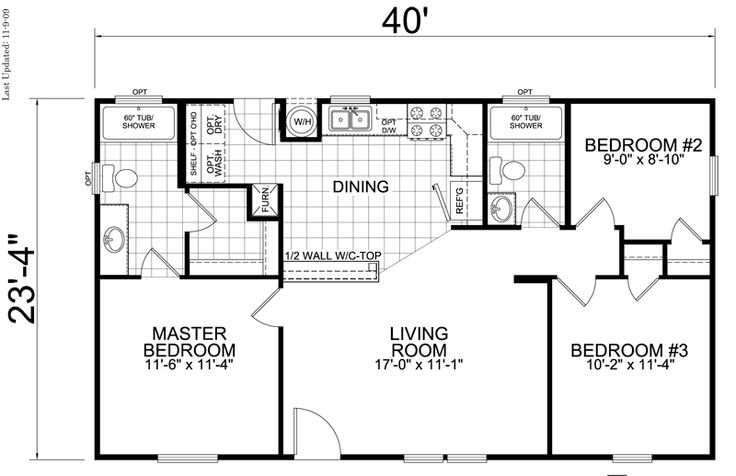 Last Updated: 11-9-09
40'
23'-4"
OPT
60" TUB/
SHOWER
OPT
SHELF - OPT O'HD
OPT.
DRY
OPT.
WASH
W/H
OPT
D/W
OPT
60" TUB/
SHOWER
BEDROOM #2
9'-0" x 8'-10"
OPT
DINING
REF'G
FURN.
1/2 WALL W/C-TOP
MASTER
BEDROOM
11'-6" x 11'-4"
LIVING
ROOM
17'-0" x 11'-1"
BEDROOM #3
10'-2" x 11'-4"